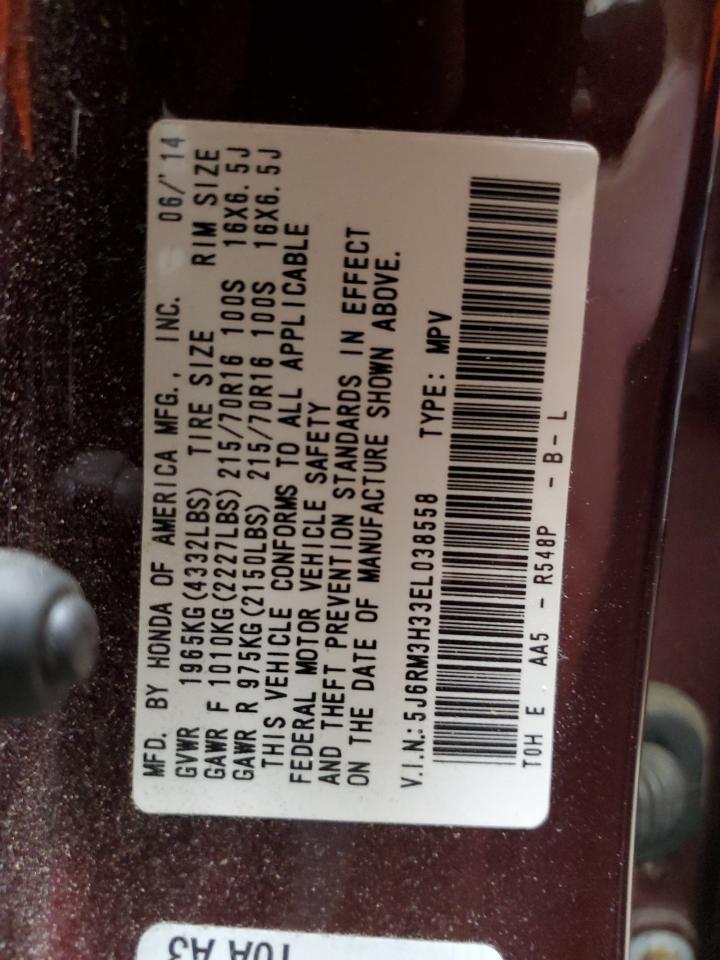 MFD. BY HONDA OF AMERICA MFG., INC. 06/'14
GVWR 1965KG(4332LBS) TIRE SIZE RIM SIZE
GAWR F 1010KG(2227LBS) 215/70R16 100S 16X6.5J
GAWR R 975KG(2150LBS) 215/70R16 100S 16X6.5J
THIS VEHICLE CONFORMS TO ALL APPLICABLE
FEDERAL MOTOR VEHICLE SAFETY
AND THEFT PREVENTION STANDARDS IN EFFECT
ON THE DATE OF MANUFACTURE SHOWN ABOVE.
V.I.N.: 5J6RM3H33EL038558 TYPE: MPV
T0H E AA5 - R548P - B - L
T0A A3